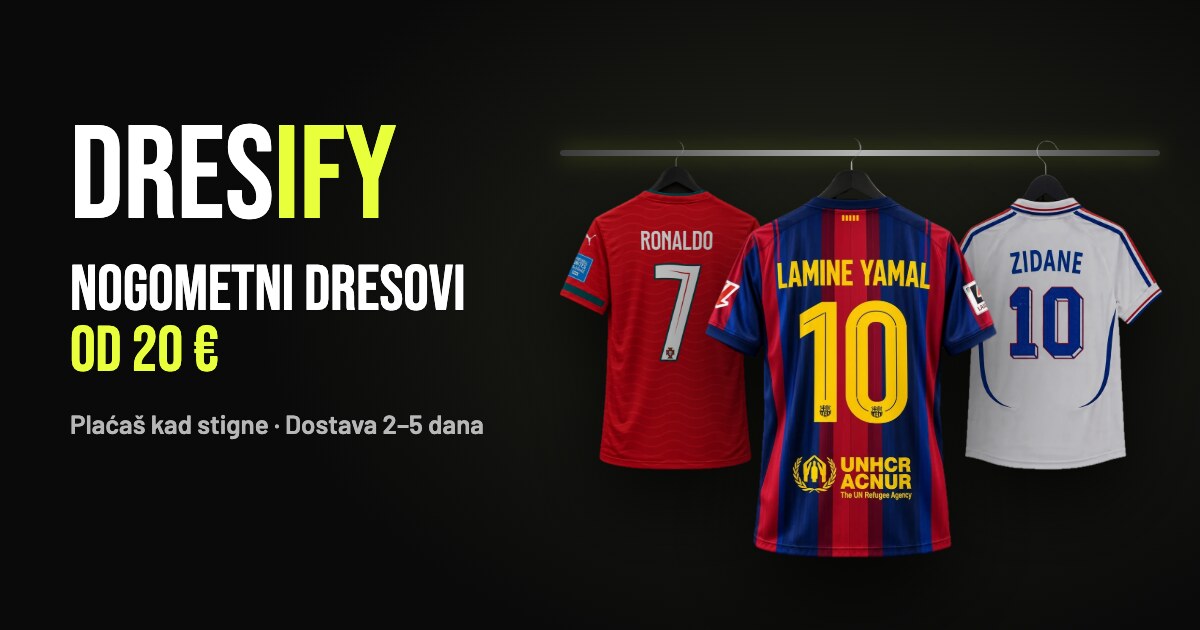 DRESIFY
NOGOMETNI DRESOVI
OD 20 €
Plaćaš kad stigne · Dostava 2–5 dana
RONALDO
7
LAMINE YAMAL
10
UNHCR
ACNUR
The UN Refugee Agency
ZIDANE
10